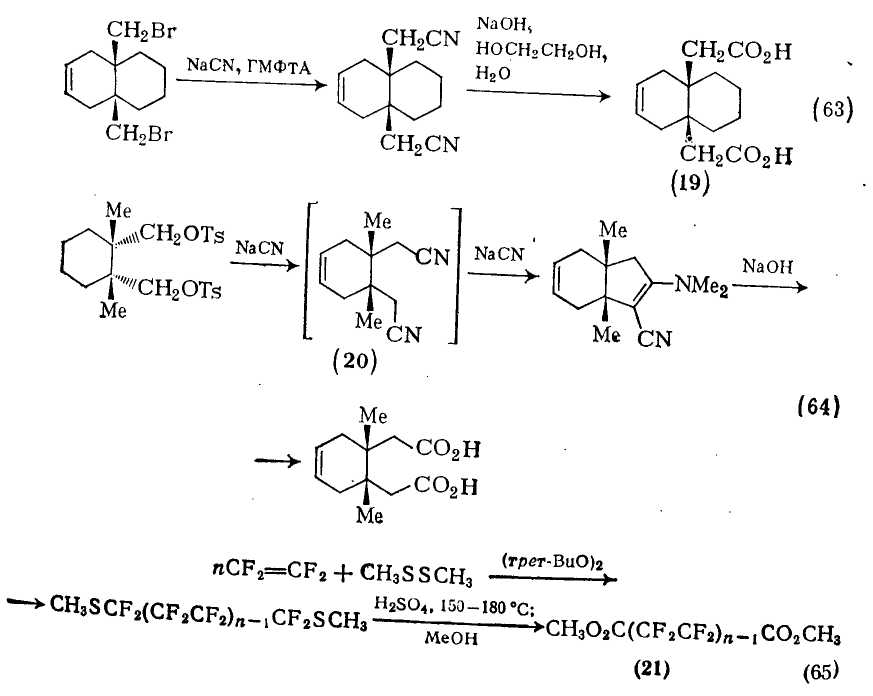 CH₂Br CH₂CN NaOH, CH₂CO₂H
NaCN, ГМФТА HOCH₂CH₂OH, H₂O (63)
CH₂Br CH₂CN CH₂CO₂H
(19)
Me CH₂OTs NaCN Me CN NaCN Me NMe₂ NaOH
CH₂OTs Me Me CN Me CN
(20)
(64)
Me CO₂H
CO₂H
Me
nCF₂=CF₂ + CH₃SSCH₃ (трет-BuO)₂
CH₃SCF₂(CF₂CF₂)n−1CF₂SCH₃ H₂SO₄, 150—180 °C; MeOH CH₃O₂C(CF₂CF₂)n−1CO₂CH₃
(21) (65)